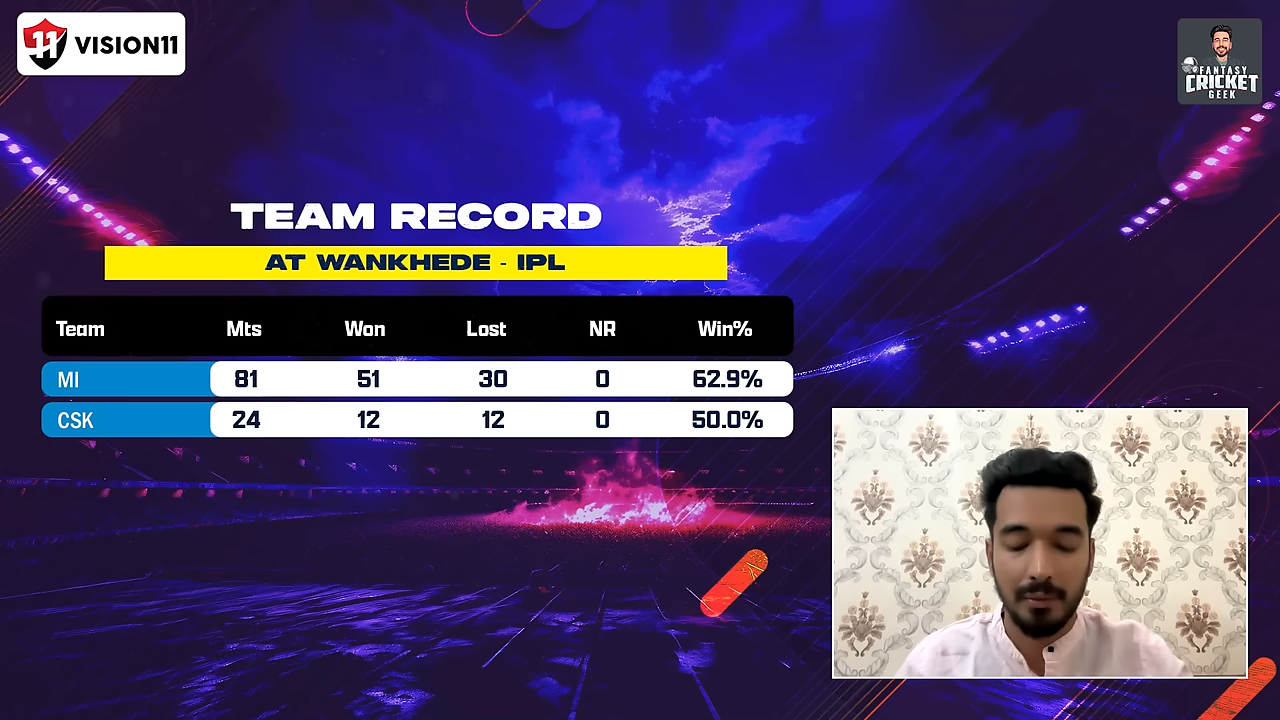 11 VISION11
FANTASY
CRICKET
GEEK
TEAM RECORD
AT WANKHEDE - IPL
Team Mts Won Lost NR Win%
MI 81 51 30 0 62.9%
CSK 24 12 12 0 50.0%